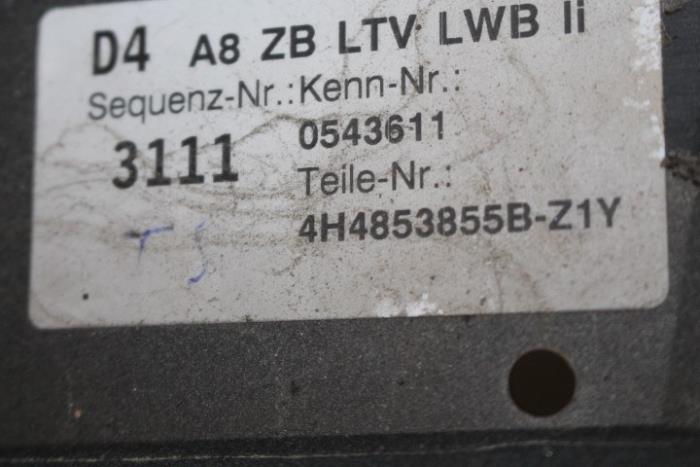 D4 A8 ZB LTV LWB li
Sequenz-Nr.: Kenn-Nr.:
3111 0543611
Teile-Nr.:
4H4853855B-Z1Y